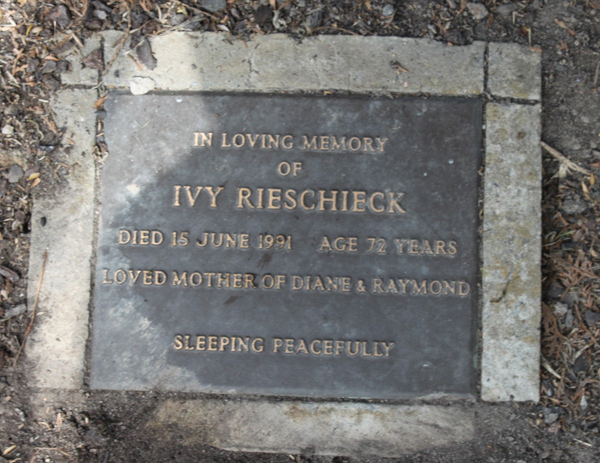 IN LOVING MEMORY
OF
IVY RIESCHIECK
DIED 15 JUNE 1991 AGE 72 YEARS
LOVED MOTHER OF DIANE & RAYMOND
SLEEPING PEACEFULLY